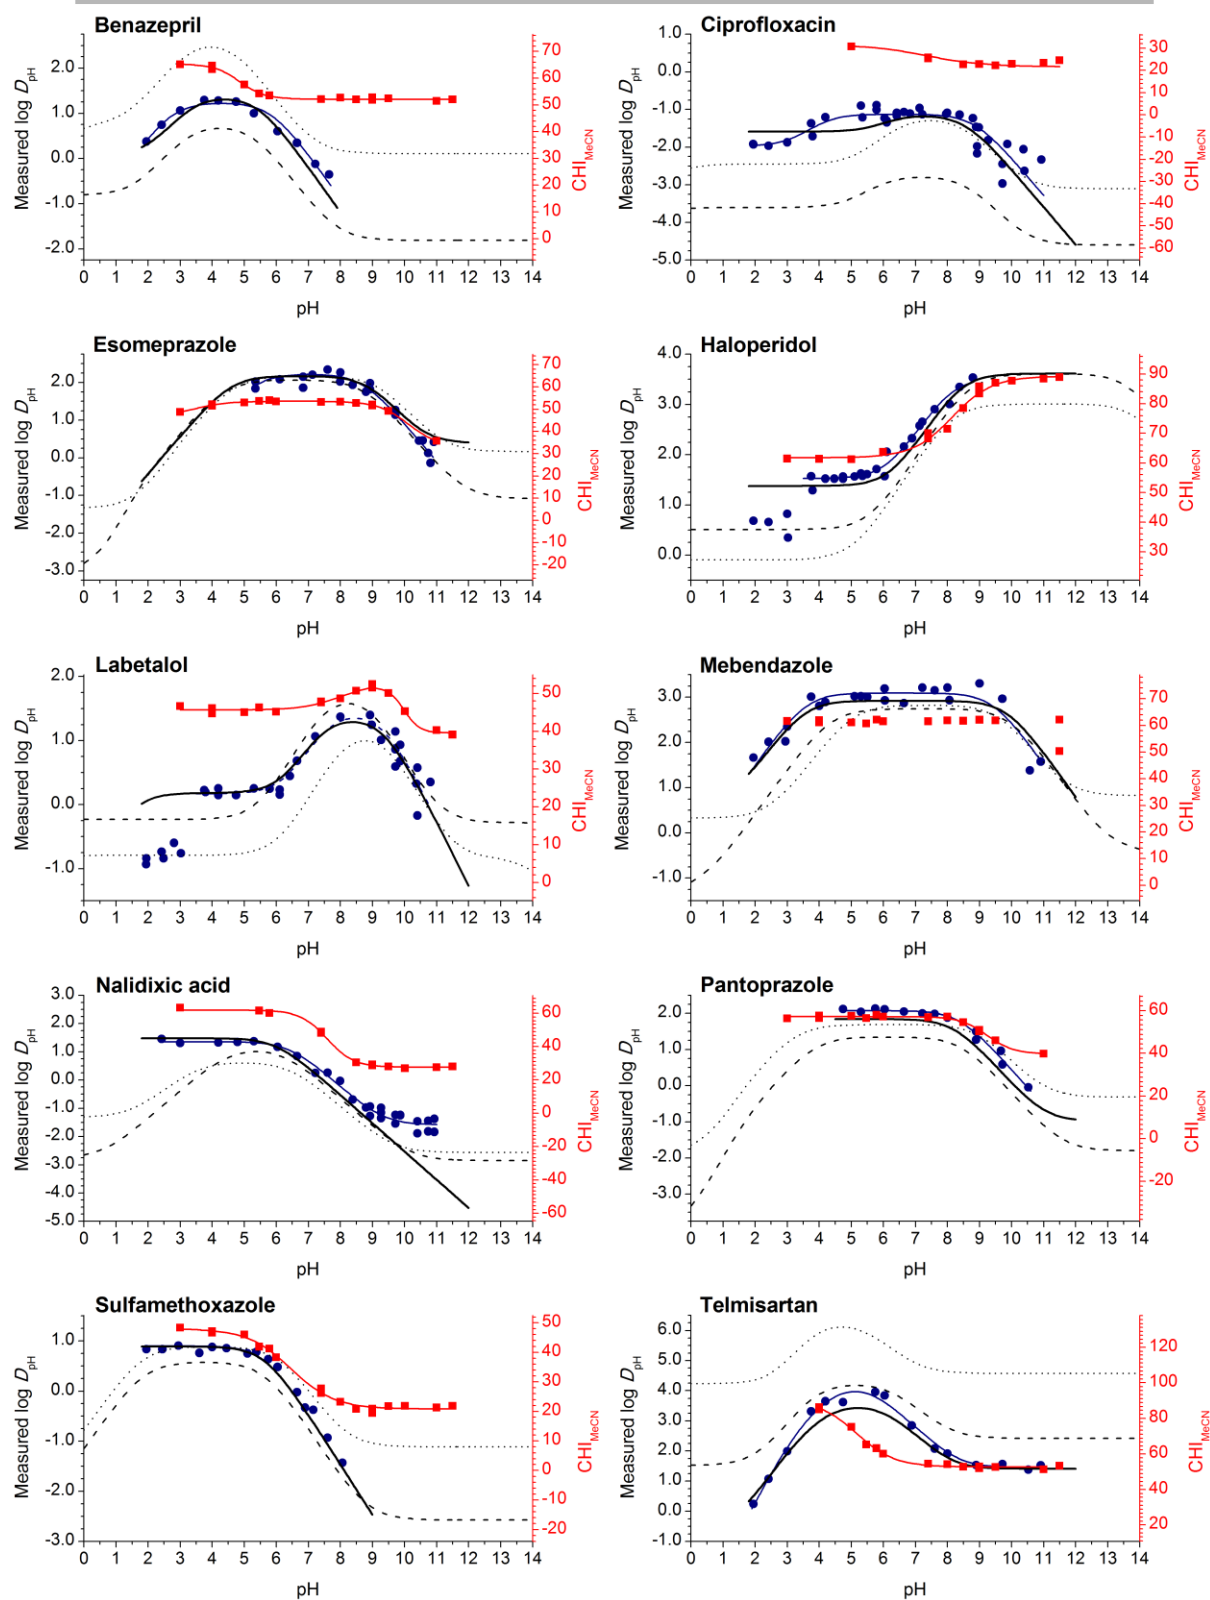 Benazepril
Measured log DpH
2.0
1.0
0.0
-1.0
-2.0
70
60
50
40
30
20
10
0
CHIMeCN
0 1 2 3 4 5 6 7 8 9 10 11 12 13 14
pH
Ciprofloxacin
Measured log DpH
1.0
0.0
-1.0
-2.0
-3.0
-4.0
-5.0
30
20
10
0
-10
-20
-30
-40
-50
-60
CHIMeCN
0 1 2 3 4 5 6 7 8 9 10 11 12 13 14
pH
Esomeprazole
Measured log DpH
2.0
1.0
0.0
-1.0
-2.0
-3.0
70
60
50
40
30
20
10
0
-10
-20
CHIMeCN
0 1 2 3 4 5 6 7 8 9 10 11 12 13 14
pH
Haloperidol
Measured log DpH
4.0
3.0
2.0
1.0
0.0
90
80
70
60
50
40
30
CHIMeCN
0 1 2 3 4 5 6 7 8 9 10 11 12 13 14
pH
Labetalol
Measured log DpH
2.0
1.0
0.0
-1.0
50
40
30
20
10
0
CHIMeCN
0 1 2 3 4 5 6 7 8 9 10 11 12 13 14
pH
Mebendazole
Measured log DpH
3.0
2.0
1.0
0.0
-1.0
70
60
50
40
30
20
10
0
CHIMeCN
0 1 2 3 4 5 6 7 8 9 10 11 12 13 14
pH
Nalidixic acid
Measured log DpH
3.0
2.0
1.0
0.0
-1.0
-2.0
-3.0
-4.0
-5.0
60
40
20
0
-20
-40
-60
CHIMeCN
0 1 2 3 4 5 6 7 8 9 10 11 12 13 14
pH
Pantoprazole
Measured log DpH
2.0
1.0
0.0
-1.0
-2.0
-3.0
60
40
20
0
-20
CHIMeCN
0 1 2 3 4 5 6 7 8 9 10 11 12 13 14
pH
Sulfamethoxazole
Measured log DpH
1.0
0.0
-1.0
-2.0
-3.0
50
40
30
20
10
0
-10
-20
CHIMeCN
0 1 2 3 4 5 6 7 8 9 10 11 12 13 14
pH
Telmisartan
Measured log DpH
6.0
5.0
4.0
3.0
2.0
1.0
0.0
-1.0
120
100
80
60
40
20
CHIMeCN
0 1 2 3 4 5 6 7 8 9 10 11 12 13 14
pH